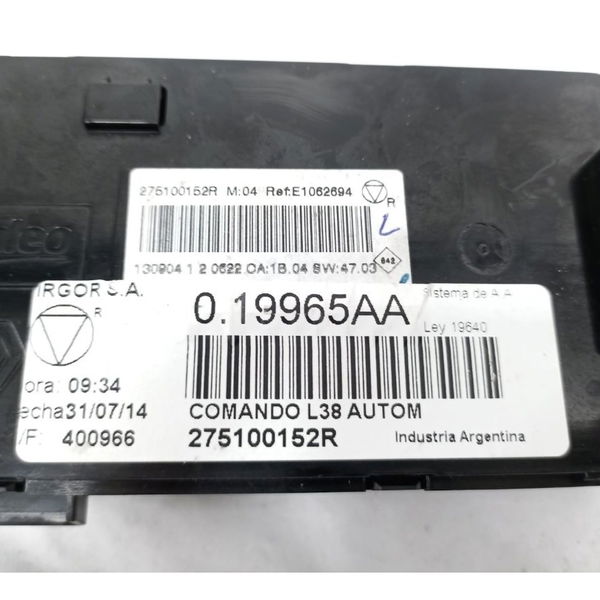 275100152R M:04 Ref:E1062694
R
L
130904 1 2 0622 CA:1B.04 SW:47.03
642
IRGOR S.A.
R
0.19965AA
Sistema de A.A
Ley 19640
ora: 09:34
echa31/07/14
/F: 400966
COMANDO L38 AUTOM
275100152R
Industria Argentina